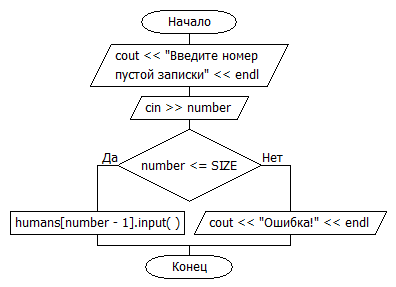 Начало
cout << "Введите номер
пустой записки" << endl
cin >> number
Да
number <= SIZE
Нет
humans[number - 1].input( )
cout << "Ошибка!" << endl
Конец